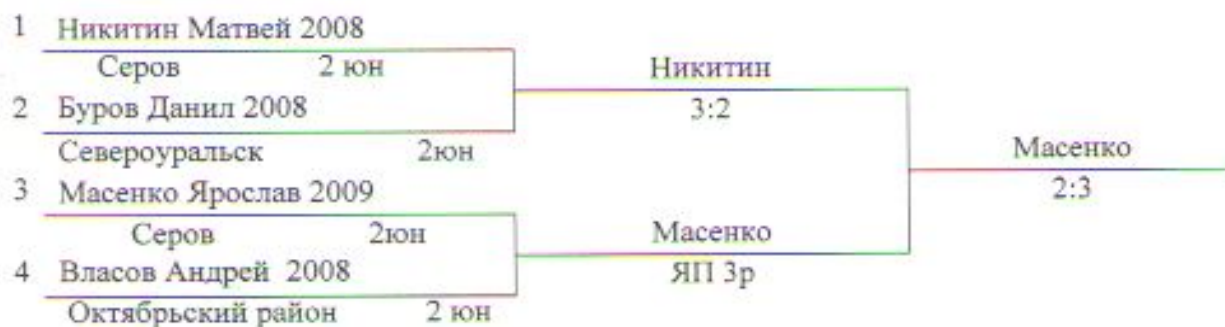 1 Никитин Матвей 2008
Серов 2 юн
Никитин
3:2
2 Буров Данил 2008
Североуральск 2юн
Масенко
2:3
3 Масенко Ярослав 2009
Серов 2юн
Масенко
ЯП 3р
4 Власов Андрей 2008
Октябрьский район 2 юн